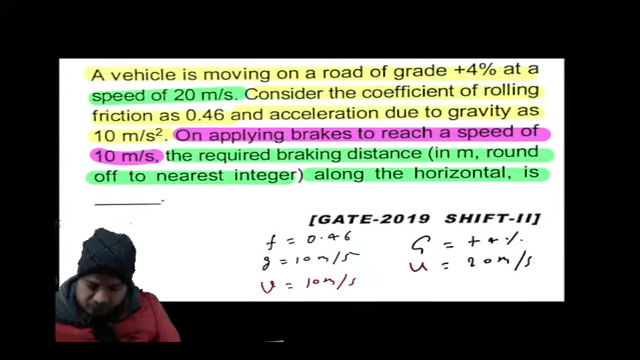 A vehicle is moving on a road of grade +4% at a
speed of 20 m/s. Consider the coefficient of rolling
friction as 0.46 and acceleration due to gravity as
10 m/s². On applying brakes to reach a speed of
10 m/s, the required braking distance (in m, round
off to nearest integer) along the horizontal, is
______.
[GATE-2019 SHIFT-II]
f = 0.46
g = 10 m/s²
v = 10 m/s
G = +4%
u = 20 m/s